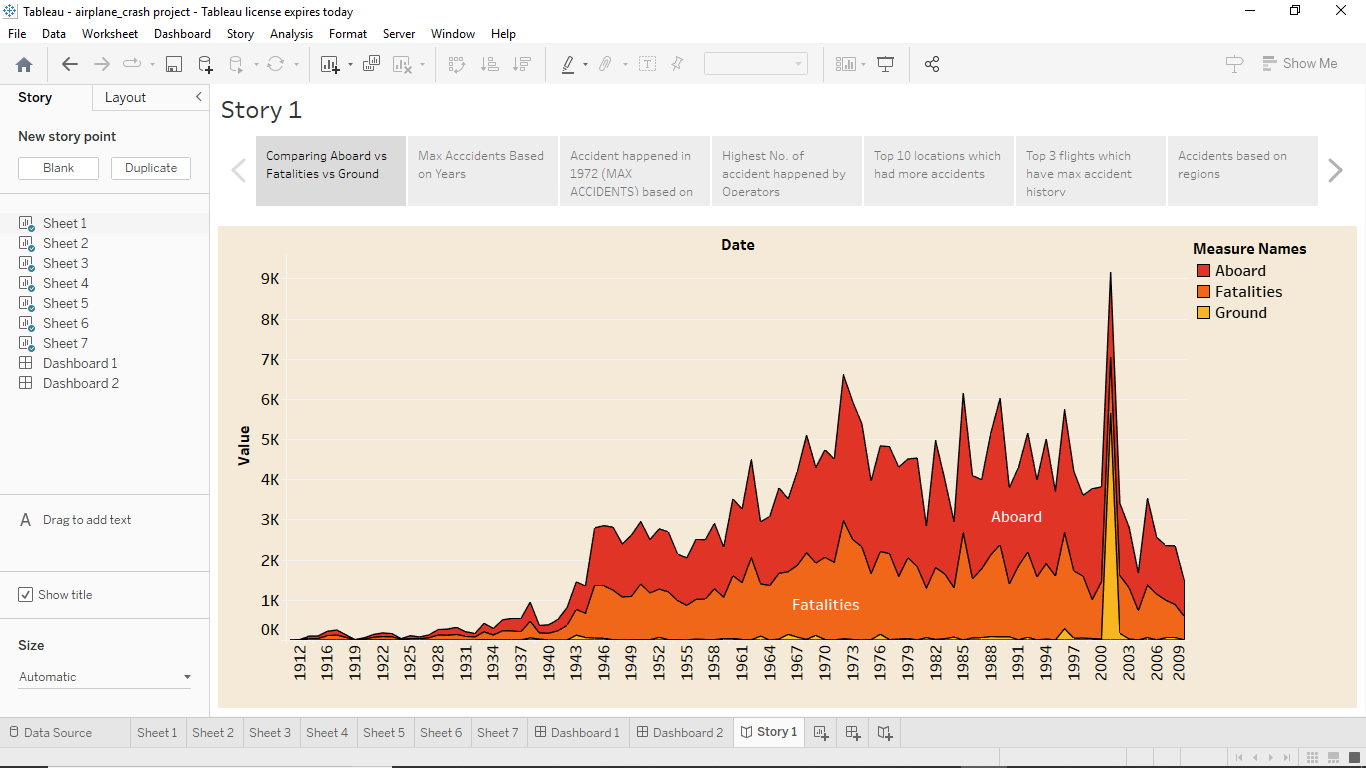 Tableau - airplane_crash project - Tableau license expires today
File Data Worksheet Dashboard Story Analysis Format Server Window Help
Show Me
Story Layout
New story point
Blank Duplicate
Sheet 1
Sheet 2
Sheet 3
Sheet 4
Sheet 5
Sheet 6
Sheet 7
Dashboard 1
Dashboard 2
A Drag to add text
Show title
Size
Automatic
Story 1
Comparing Aboard vs
Fatalities vs Ground
Max Acccidents Based
on Years
Accident happened in
1972 (MAX
ACCIDENTS) based on
Highest No. of
accident happened by
Operators
Top 10 locations which
had more accidents
Top 3 flights which
have max accident
history
Accidents based on
regions
Date
Value
9K
8K
7K
6K
5K
4K
3K
2K
1K
0K
Aboard
Fatalities
1912 1916 1919 1922 1925 1928 1931 1934 1937 1940 1943 1946 1949 1952 1955 1958 1961 1964 1967 1970 1973 1976 1979 1982 1985 1988 1991 1994 1997 2000 2003 2006 2009
Measure Names
Aboard
Fatalities
Ground
Data Source Sheet 1 Sheet 2 Sheet 3 Sheet 4 Sheet 5 Sheet 6 Sheet 7 Dashboard 1 Dashboard 2 Story 1